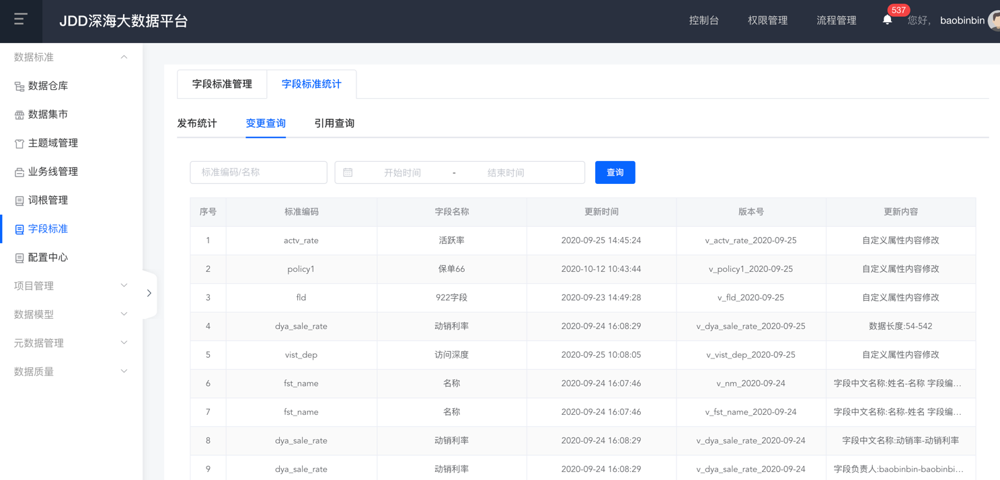 JDD深海大数据平台
控制台 权限管理 流程管理 537 您好， baobinbin
数据标准
数据仓库
数据集市
主题域管理
业务线管理
词根管理
字段标准
配置中心
项目管理
数据模型
元数据管理
数据质量
字段标准管理 字段标准统计
发布统计 变更查询 引用查询
标准编码/名称 开始时间 - 结束时间 查询
序号 标准编码 字段名称 更新时间 版本号 更新内容
1 actv_rate 活跃率 2020-09-25 14:45:24 v_actv_rate_2020-09-25 自定义属性内容修改
2 policy1 保单66 2020-10-12 10:43:44 v_policy1_2020-09-25 自定义属性内容修改
3 fld 922字段 2020-09-23 14:49:28 v_fld_2020-09-25 自定义属性内容修改
4 dya_sale_rate 动销利率 2020-09-24 16:08:29 v_dya_sale_rate_2020-09-25 数据长度:54-542
5 vist_dep 访问深度 2020-09-25 10:08:05 v_vist_dep_2020-09-25 自定义属性内容修改
6 fst_name 名称 2020-09-24 16:07:46 v_nm_2020-09-24 字段中文名称:姓名-名称 字段编...
7 fst_name 名称 2020-09-24 16:07:46 v_fst_name_2020-09-24 字段中文名称:名称-姓名 字段编...
8 dya_sale_rate 动销利率 2020-09-24 16:08:29 v_dya_sale_rate_2020-09-24 字段中文名称:动销率-动销利率
9 dya_sale_rate 动销利率 2020-09-24 16:08:29 v_dya_sale_rate_2020-09-24 字段负责人:baobinbin-baobinbi...